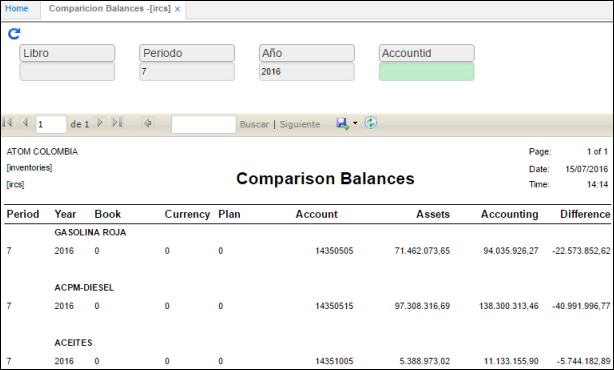 Home Comparicion Balances -[ircs] ×
Libro Periodo Año Accountid
7 2016
1 de 1 Buscar | Siguiente
ATOM COLOMBIA Page: 1 of 1
[inventories] Date: 15/07/2016
[ircs] Comparison Balances Time: 14:14
Period Year Book Currency Plan Account Assets Accounting Difference
GASOLINA ROJA
7 2016 0 0 0 14350505 71.462.073,65 94.035.926,27 -22.573.852,62
ACPM-DIESEL
7 2016 0 0 0 14350515 97.308.316,69 138.300.313,46 -40.991.996,77
ACEITES
7 2016 0 0 0 14351005 5.388.973,02 11.133.155,90 -5.744.182,89